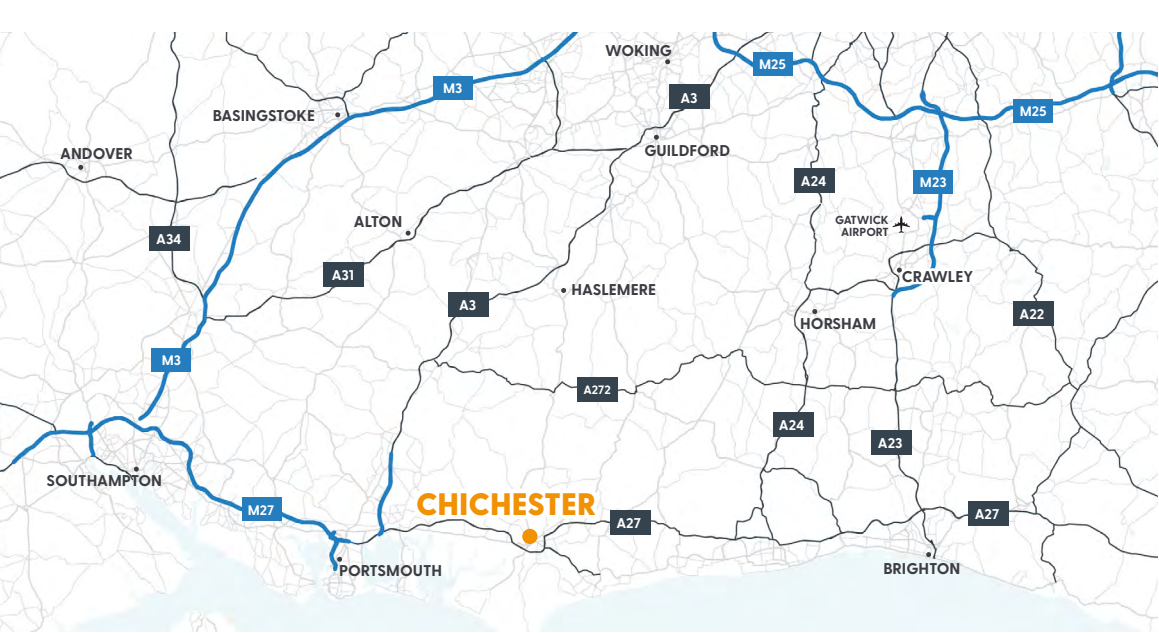 WOKING
M25
M3
A3
M25
BASINGSTOKE
GUILDFORD
ANDOVER
A24
M23
ALTON
GATWICK
AIRPORT
A34
A31
CRAWLEY
HASLEMERE
A3
A22
HORSHAM
M3
A272
A24
A23
SOUTHAMPTON
CHICHESTER
M27
A27
A27
PORTSMOUTH
BRIGHTON